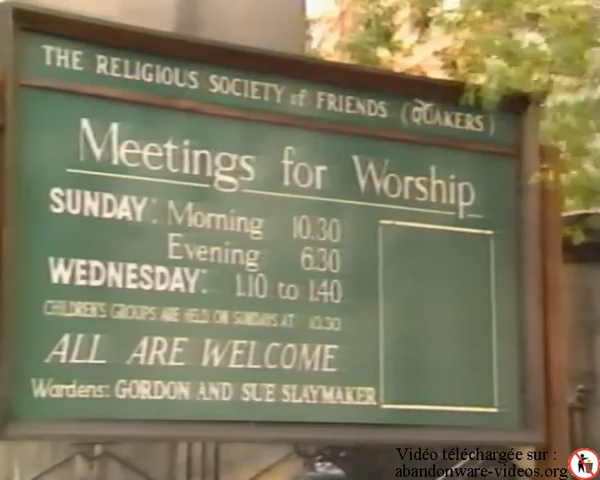 THE RELIGIOUS SOCIETY of FRIENDS (QUAKERS)
Meetings for Worship
SUNDAY: Morning 10.30
Evening 6.30
WEDNESDAY: 1.10 to 1.40
CHILDREN'S GROUPS ARE HELD ON SUNDAYS AT 10.30
ALL ARE WELCOME
Wardens: GORDON AND SUE SLAYMAKER
Vidéo téléchargée sur :
abandonware-videos.org